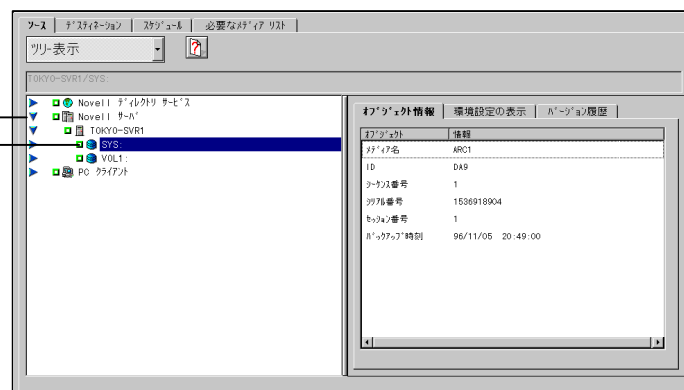 ソース ディスティネーション スケジュール 必要なメディア リスト
ツリー表示
TOKYO-SVR1/SYS:
Novell ディレクトリ サービス
Novell サーバ
TOKYO-SVR1
SYS:
VOL1:
PC クライアント
オブジェクト情報 環境設定の表示 バージョン履歴
オブジェクト 情報
メディア名 ARC1
ID DA9
シーケンス番号 1
シリアル番号 1536918904
セッション番号 1
バックアップ時刻 96/11/05 20:49:00